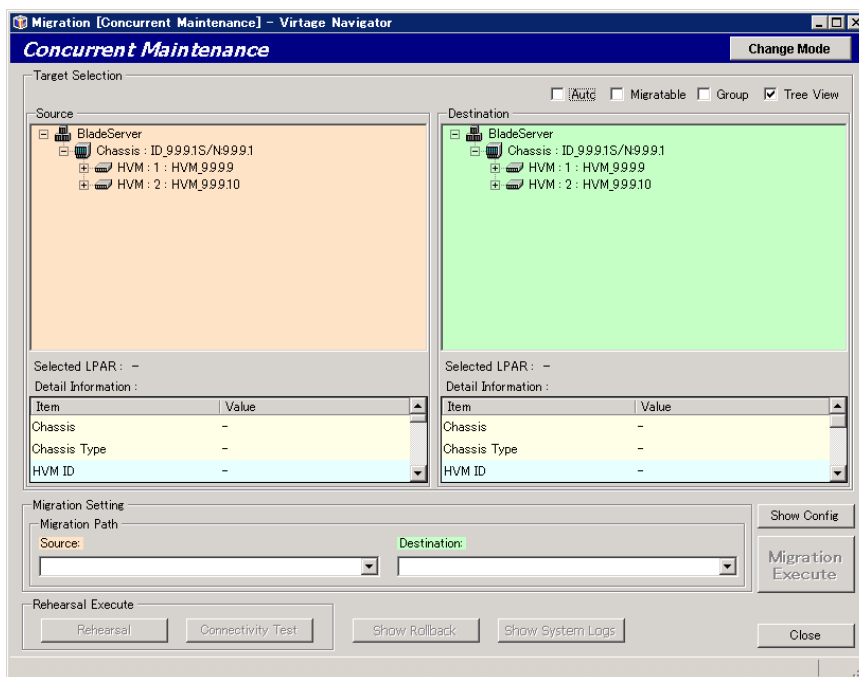 Migration [Concurrent Maintenance] - Virtage Navigator
Concurrent Maintenance
Change Mode
Target Selection
Auto Migratable Group Tree View
Source
BladeServer
Chassis : ID_9.9.9.1S/N:9.9.9.1
HVM : 1 : HVM_9.9.9.9
HVM : 2 : HVM_9.9.9.10
Selected LPAR : -
Detail Information :
Item Value
Chassis -
Chassis Type -
HVM ID -
Destination
BladeServer
Chassis : ID_9.9.9.1S/N:9.9.9.1
HVM : 1 : HVM_9.9.9.9
HVM : 2 : HVM_9.9.9.10
Selected LPAR : -
Detail Information :
Item Value
Chassis -
Chassis Type -
HVM ID -
Migration Setting
Migration Path
Source:
Destination:
Show Config
Migration
Execute
Rehearsal Execute
Rehearsal
Connectivity Test
Show Rollback
Show System Logs
Close